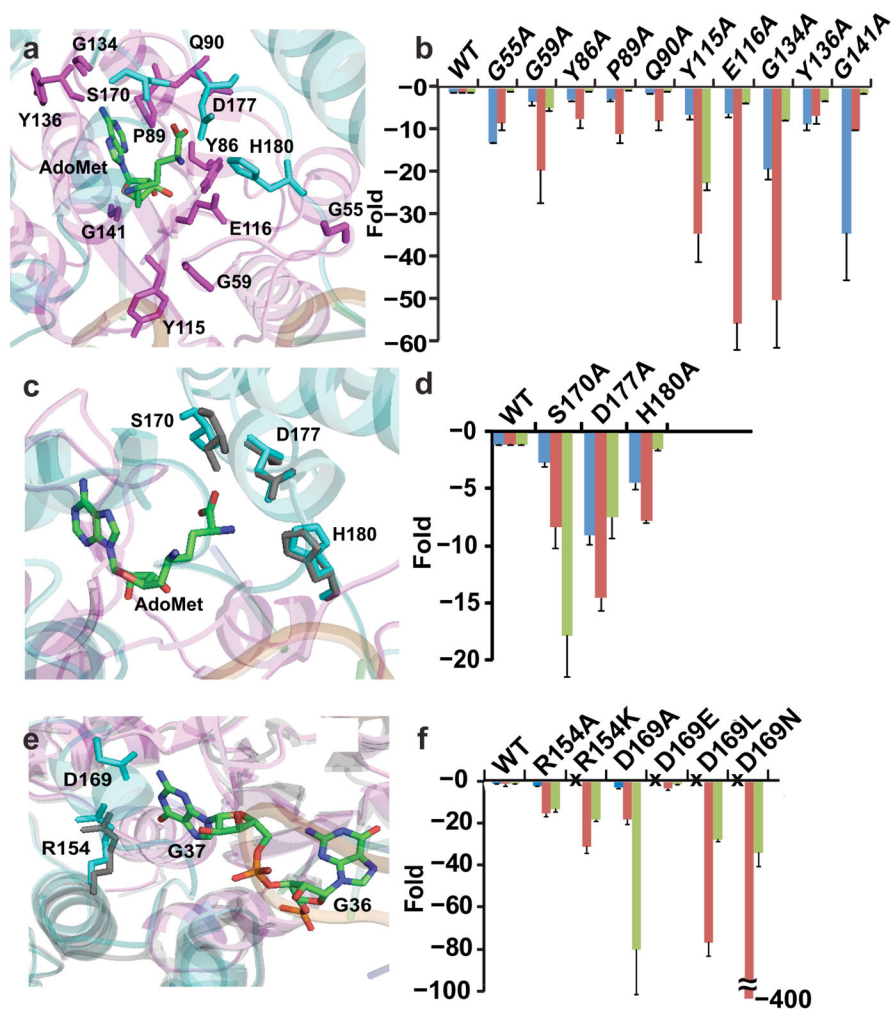 a
G134
Q90
S170
D177
Y136
P89
Y86
H180
AdoMet
G55
G141
E116
G59
Y115
b
WT
G55A
G59A
Y86A
P89A
Q90A
Y115A
E116A
G134A
Y136A
G141A
Fold
−0
−10
−20
−30
−40
−50
−60
c
S170
D177
H180
AdoMet
d
WT
S170A
D177A
H180A
Fold
−0
−5
−10
−15
−20
e
D169
R154
G37
G36
f
WT
R154A
R154K
D169A
D169E
D169L
D169N
x x x x
Fold
−0
−20
−40
−60
−80
−100
≈
−400